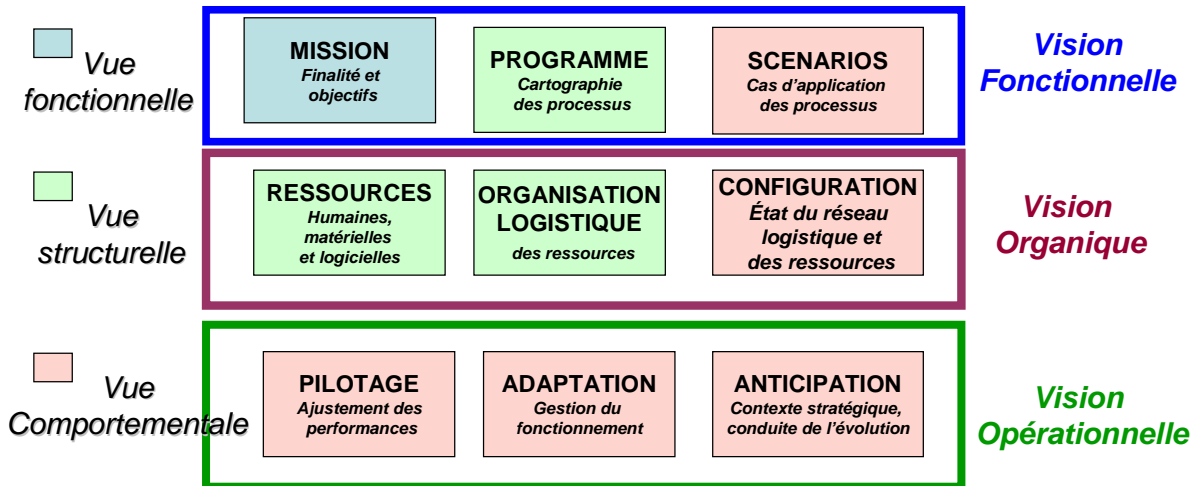 Vue
fonctionnelle
MISSION
Finalité et
objectifs
PROGRAMME
Cartographie
des processus
SCENARIOS
Cas d'application
des processus
Vision
Fonctionnelle
Vue
structurelle
RESSOURCES
Humaines,
matérielles
et logicielles
ORGANISATION
LOGISTIQUE
des ressources
CONFIGURATION
État du réseau
logistique et
des ressources
Vision
Organique
Vue
Comportementale
PILOTAGE
Ajustement des
performances
ADAPTATION
Gestion du
fonctionnement
ANTICIPATION
Contexte stratégique,
conduite de l'évolution
Vision
Opérationnelle